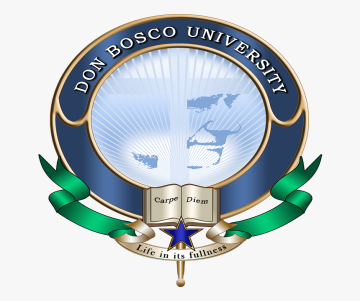 DON BOSCO UNIVERSITY
Carpe Diem
Life in its fullness